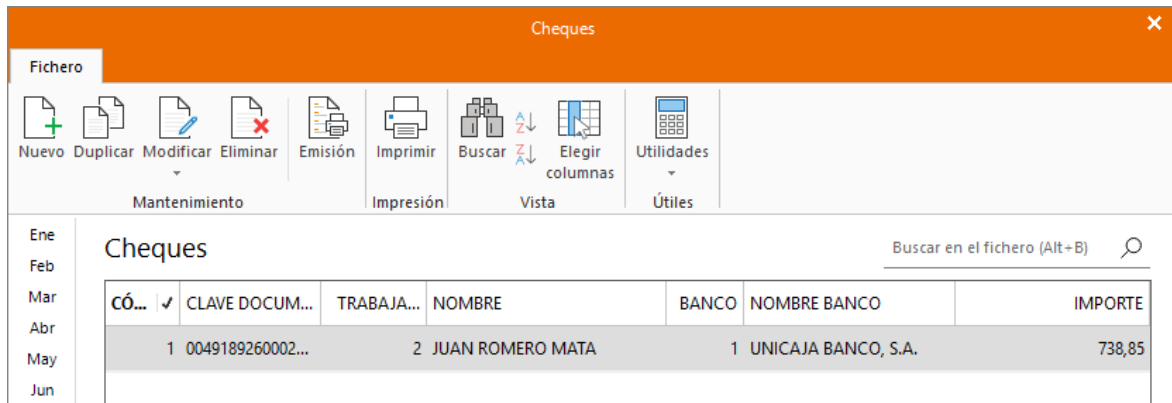 Cheques
Fichero
Nuevo Duplicar Modificar Eliminar Emisión Imprimir Buscar Elegir columnas Utilidades
Mantenimiento Impresión Vista Útiles
Ene
Feb
Mar
Abr
May
Jun
Cheques
Buscar en el fichero (Alt+B)
CÓ... ✓ CLAVE DOCUM... TRABAJA... NOMBRE BANCO NOMBRE BANCO IMPORTE
1 0049189260002... 2 JUAN ROMERO MATA 1 UNICAJA BANCO, S.A. 738,85